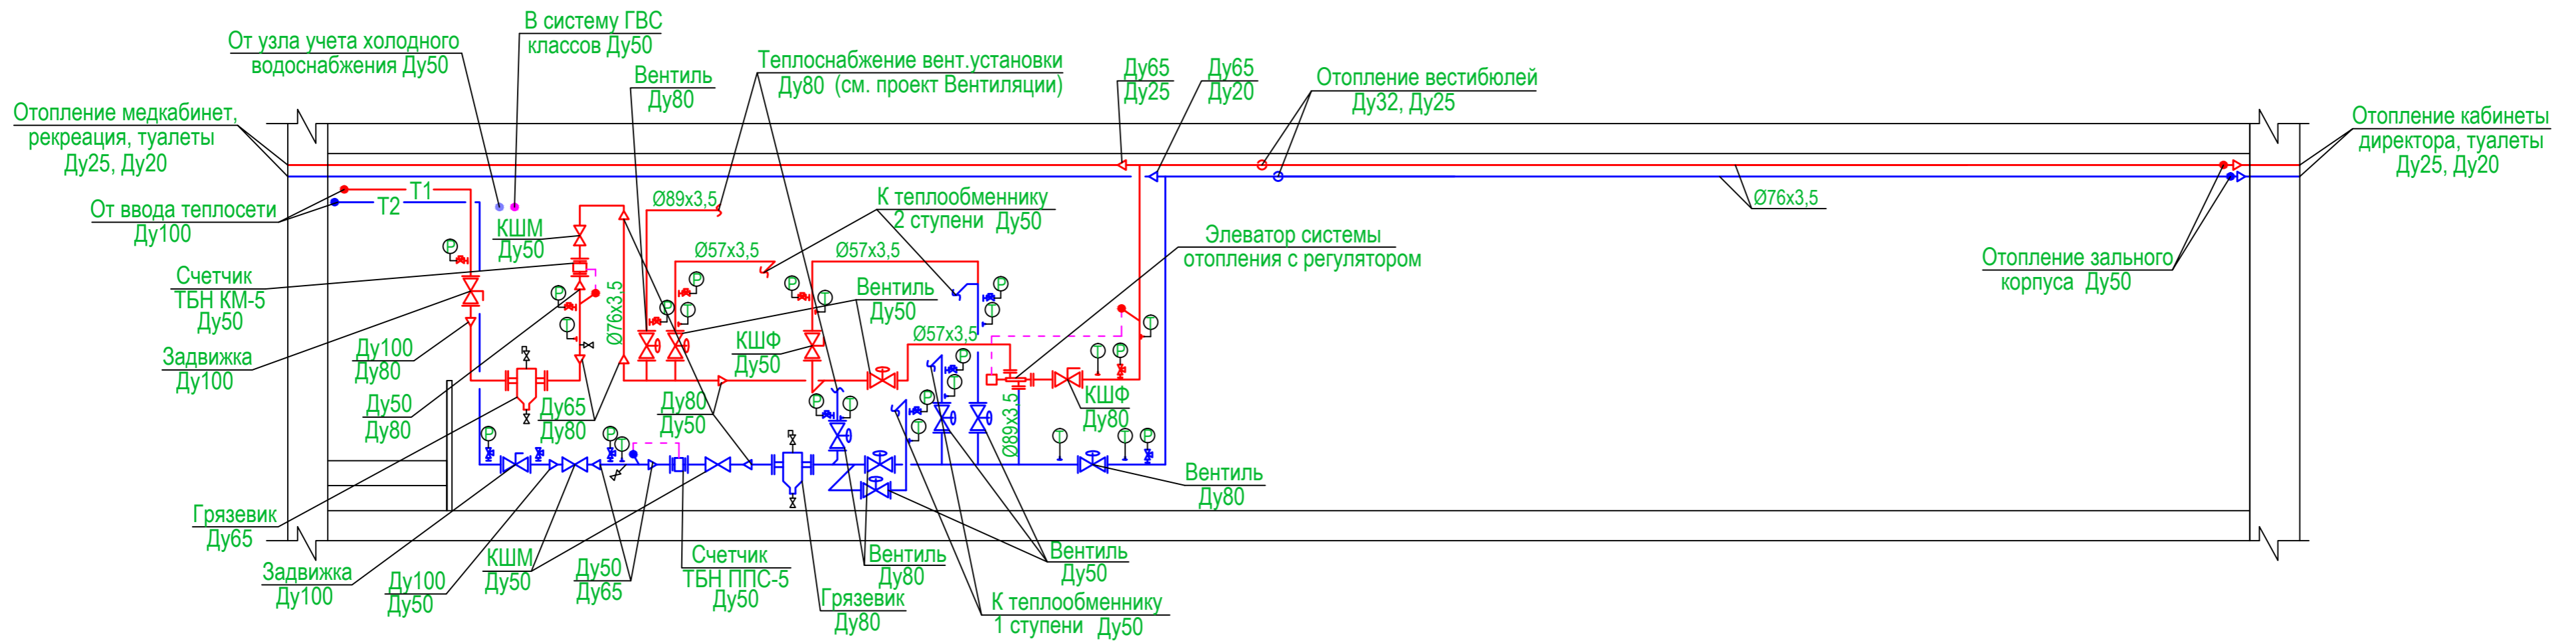 В систему ГВС
классов Ду50
От узла учета холодного
водоснабжения Ду50
Вентиль
Ду80
Теплоснабжение вент.установки
Ду80 (см. проект Вентиляции)
Ду65
Ду25
Ду65
Ду20
Отопление вестибюлей
Ду32, Ду25
Отопление медкабинет,
рекреация, туалеты
Ду25, Ду20
Отопление кабинеты
директора, туалеты
Ду25, Ду20
От ввода теплосети
Ду100
Т1
Т2
КШМ
Ду50
Ø89х3,5
К теплообменнику
2 ступени Ду50
Ø76х3,5
Элеватор системы
отопления с регулятором
Отопление зального
корпуса Ду50
Р
Счетчик
ТБН КМ-5
Ду50
Ø57х3,5
Ø57х3,5
Р
Т
Ø76х3,5
Р
Р
Т
Р
Т
Вентиль
Ду50
Р
Т
Т
Задвижка
Ду100
Ду100
Ду80
КШФ
Ду50
Ø57х3,5
Р
Т
Т
Р
Ду50
Ду80
Ду65
Ду80
Ду80
Ду50
Р
Т
Р
Т
КШФ
Ду80
Ø89х3,5
Р
Р
Т
Т
Т
Р
Вентиль
Ду80
Грязевик
Ду65
Задвижка
Ду100
Ду100
Ду50
КШМ
Ду50
Ду50
Ду65
Счетчик
ТБН ППС-5
Ду50
Грязевик
Ду80
Вентиль
Ду80
Вентиль
Ду50
К теплообменнику
1 ступени Ду50